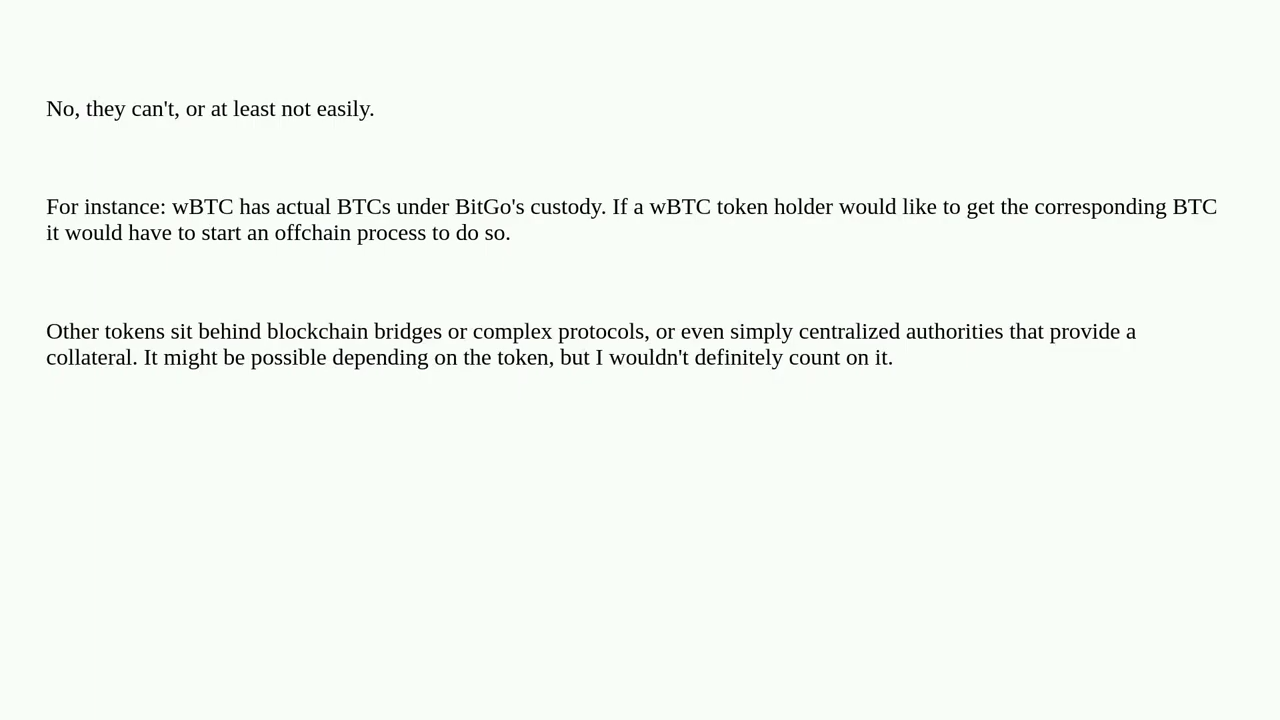 No, they can't, or at least not easily.
For instance: wBTC has actual BTCs under BitGo's custody. If a wBTC token holder would like to get the corresponding BTC
it would have to start an offchain process to do so.
Other tokens sit behind blockchain bridges or complex protocols, or even simply centralized authorities that provide a
collateral. It might be possible depending on the token, but I wouldn't definitely count on it.